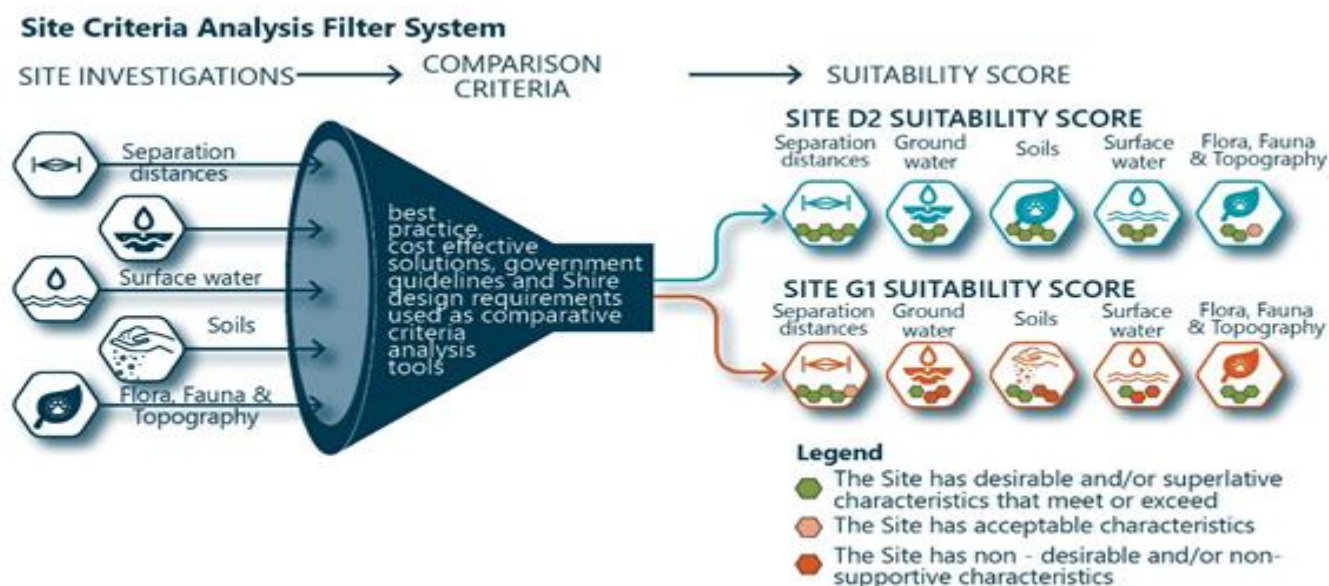 Site Criteria Analysis Filter System
SITE INVESTIGATIONS
COMPARISON
CRITERIA
SUITABILITY SCORE
Separation
distances
Surface water
Soils
Flora, Fauna &
Topography
best
practice,
cost effective
solutions, government
guidelines and Shire
design requirements
used as comparative
criteria
analysis
tools
SITE D2 SUITABILITY SCORE
Separation
distances
Ground
water
Soils
Surface
water
Flora, Fauna
& Topography
SITE G1 SUITABILITY SCORE
Separation
distances
Ground
water
Soils
Surface
water
Flora, Fauna
& Topography
Legend
The Site has desirable and/or superlative
characteristics that meet or exceed
The Site has acceptable characteristics
The Site has non - desirable and/or non-
supportive characteristics